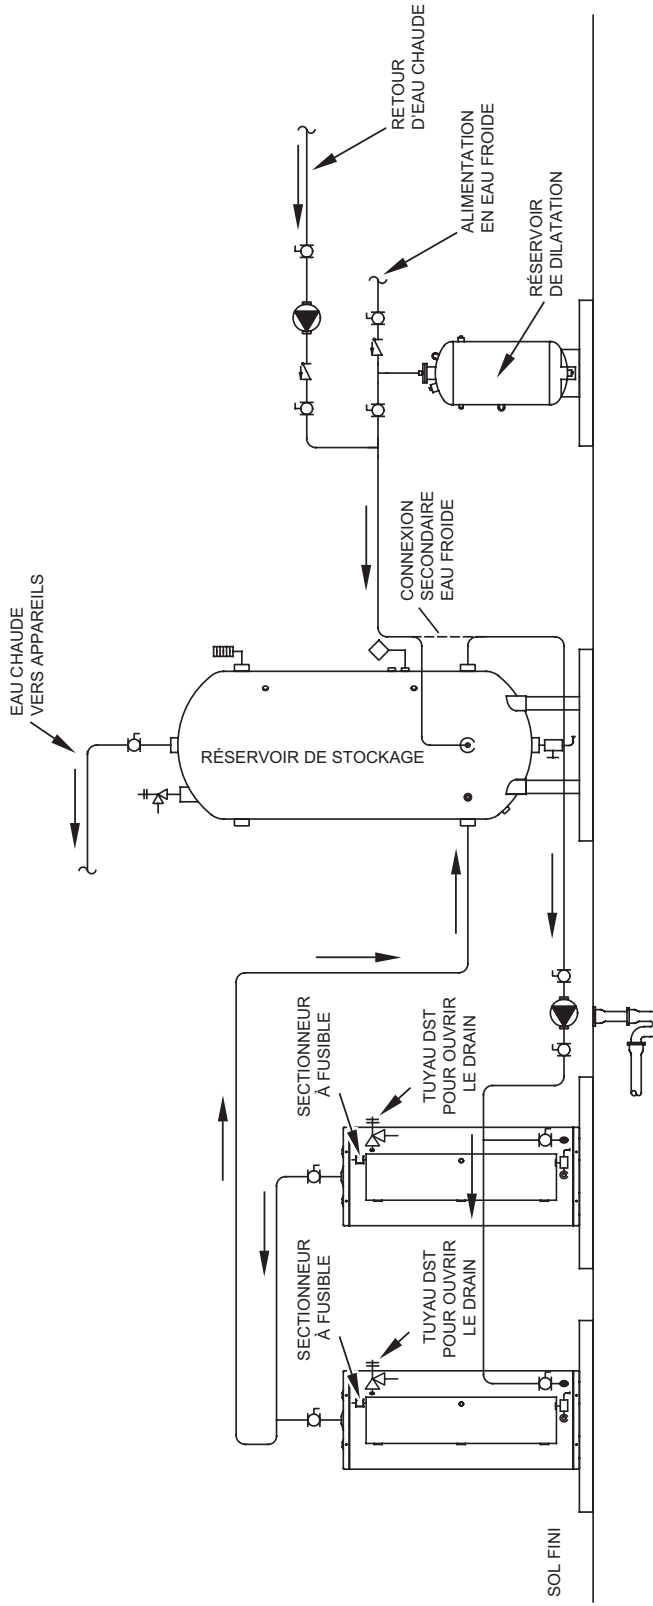 EAU CHAUDE
VERS APPAREILS
RETOUR
D'EAU CHAUDE
ALIMENTATION
EN EAU FROIDE
RÉSERVOIR
DE DILATATION
CONNEXION
SECONDAIRE
EAU FROIDE
RÉSERVOIR DE STOCKAGE
SECTIONNEUR
À FUSIBLE
TUYAU DST
POUR OUVRIR
LE DRAIN
SECTIONNEUR
À FUSIBLE
TUYAU DST
POUR OUVRIR
LE DRAIN
SOL FINI